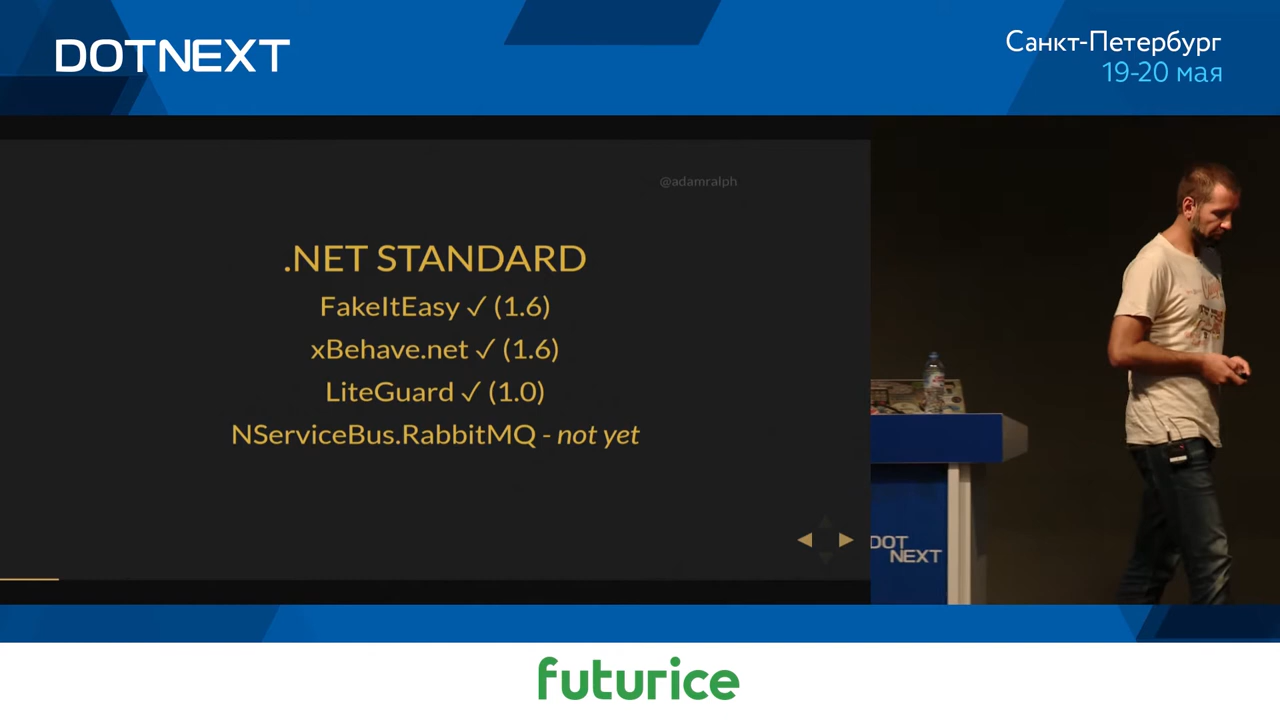 DOTNEXT
Санкт-Петербург
19-20 мая
@adamralph
.NET STANDARD
FakeItEasy ✓ (1.6)
xBehave.net ✓ (1.6)
LiteGuard ✓ (1.0)
NServiceBus.RabbitMQ - not yet
DOT
NEXT
futurice